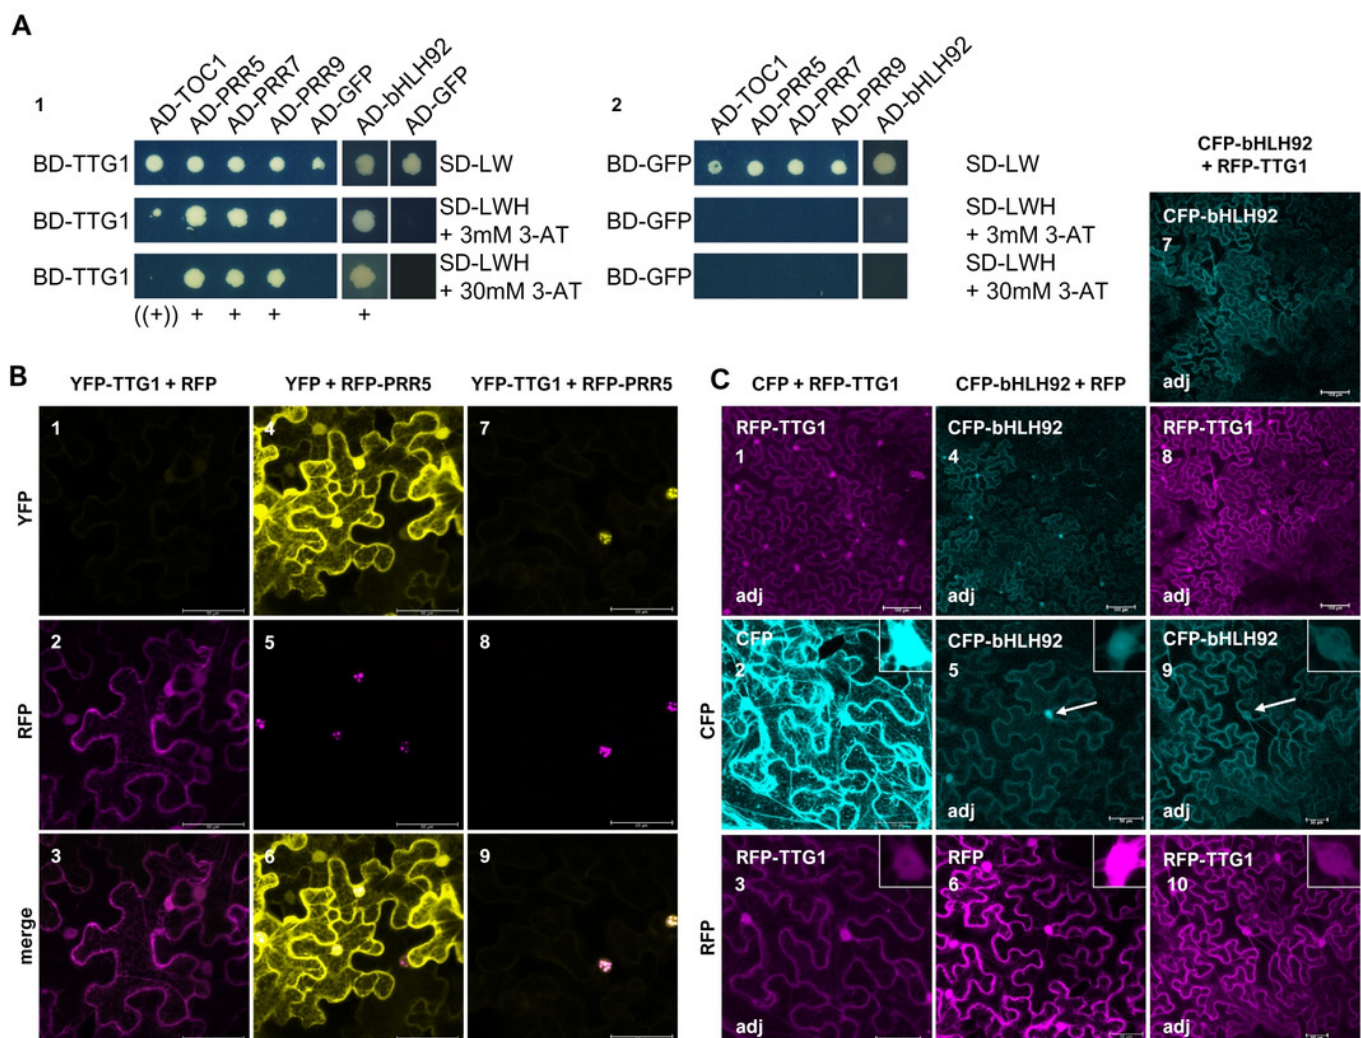 A
1
AD-TOC1
AD-PRR5
AD-PRR7
AD-PRR9
AD-GFP
AD-bHLH92
AD-GFP
BD-TTG1
SD-LW
BD-TTG1
SD-LWH
+ 3mM 3-AT
BD-TTG1
SD-LWH
+ 30mM 3-AT
((+)) + + + +
2
AD-TOC1
AD-PRR5
AD-PRR7
AD-PRR9
AD-bHLH92
BD-GFP
SD-LW
BD-GFP
SD-LWH
+ 3mM 3-AT
BD-GFP
SD-LWH
+ 30mM 3-AT
B
YFP-TTG1 + RFP
YFP + RFP-PRR5
YFP-TTG1 + RFP-PRR5
YFP
1
4
7
RFP
2
5
8
merge
3
6
9
C
CFP + RFP-TTG1
CFP-bHLH92 + RFP
CFP-bHLH92
+ RFP-TTG1
CFP-bHLH92
7
adj
RFP-TTG1
1
adj
CFP-bHLH92
4
adj
RFP-TTG1
8
adj
CFP
CFP
2
CFP-bHLH92
5
adj
CFP-bHLH92
9
adj
RFP
RFP-TTG1
3
adj
RFP
6
RFP-TTG1
10
adj